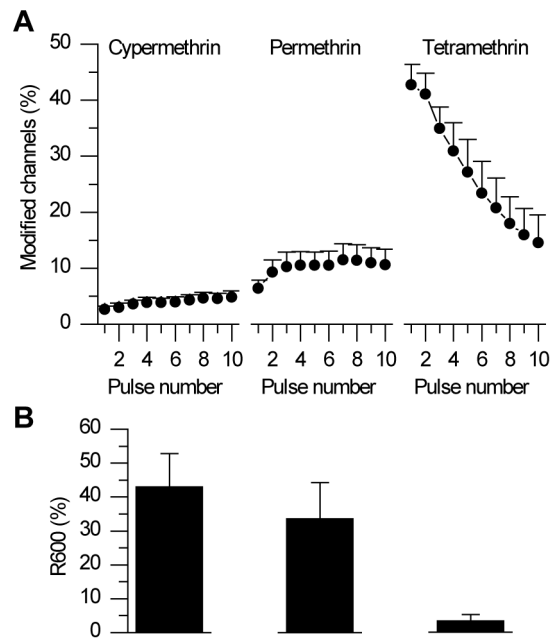 A
Cypermethrin Permethrin Tetramethrin
Modified channels (%)
50
40
30
20
10
0
2 4 6 8 10 2 4 6 8 10 2 4 6 8 10
Pulse number Pulse number Pulse number
B
R600 (%)
60
50
40
30
20
10
0